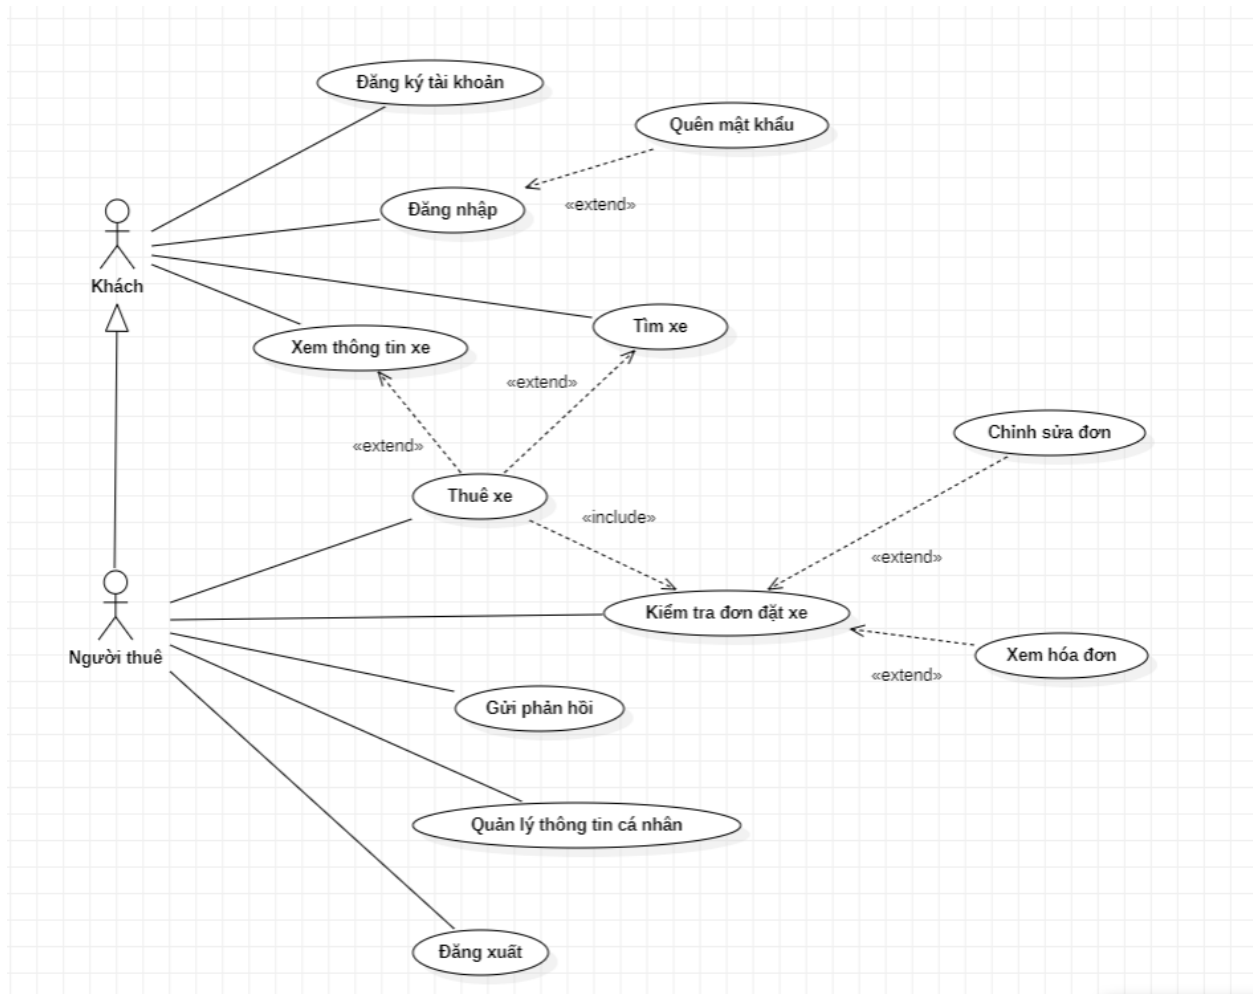 Đăng ký tài khoản
Quên mật khẩu
Đăng nhập
«extend»
Khách
Tìm xe
Xem thông tin xe
«extend»
«extend»
Chỉnh sửa đơn
Thuê xe
«include»
«extend»
Kiểm tra đơn đặt xe
Người thuê
Xem hóa đơn
«extend»
Gửi phản hồi
Quản lý thông tin cá nhân
Đăng xuất